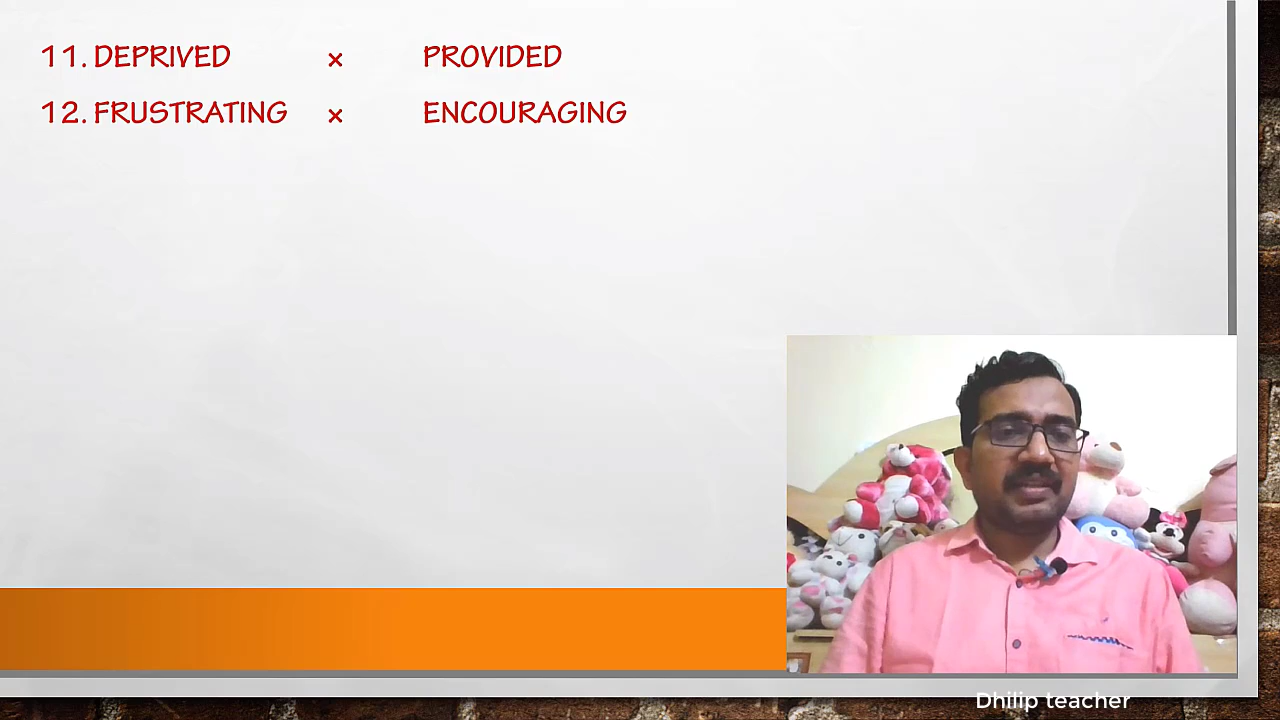 11. DEPRIVED × PROVIDED
12. FRUSTRATING × ENCOURAGING
Dhilip teacher